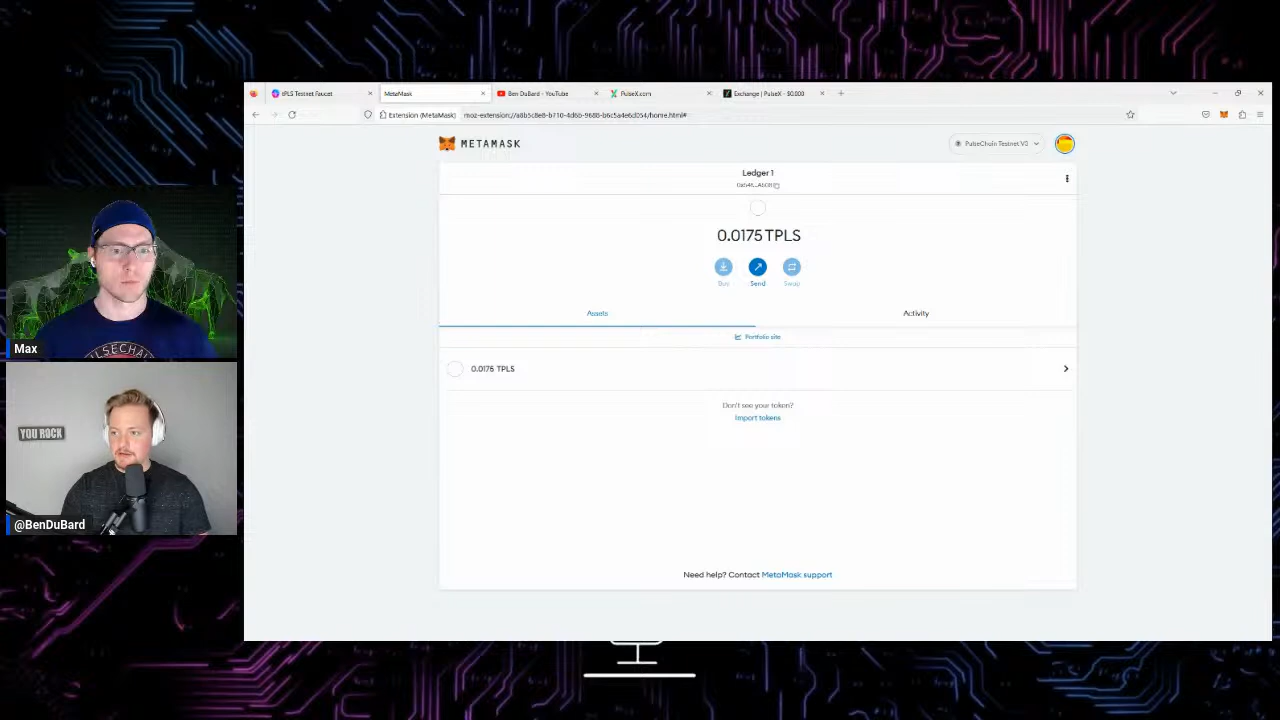 tPLS Testnet Faucet
MetaMask
Ben DuBard - YouTube
PulseX.com
Exchange | PulseX - $0.000
Extension (MetaMask)
METAMASK
PulseChain Testnet V3
Ledger 1
0.0175 TPLS
Buy
Send
Swap
Assets
Activity
Portfolio site
0.0175 TPLS
Don't see your token?
Import tokens
Need help? Contact MetaMask support
Max
YOU ROCK
@BenDuBard